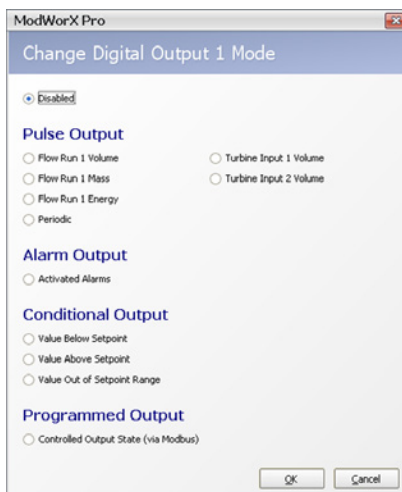 ModWorX Pro
Change Digital Output 1 Mode
Disabled
Pulse Output
Flow Run 1 Volume
Turbine Input 1 Volume
Flow Run 1 Mass
Turbine Input 2 Volume
Flow Run 1 Energy
Periodic
Alarm Output
Activated Alarms
Conditional Output
Value Below Setpoint
Value Above Setpoint
Value Out of Setpoint Range
Programmed Output
Controlled Output State (via Modbus)
OK
Cancel